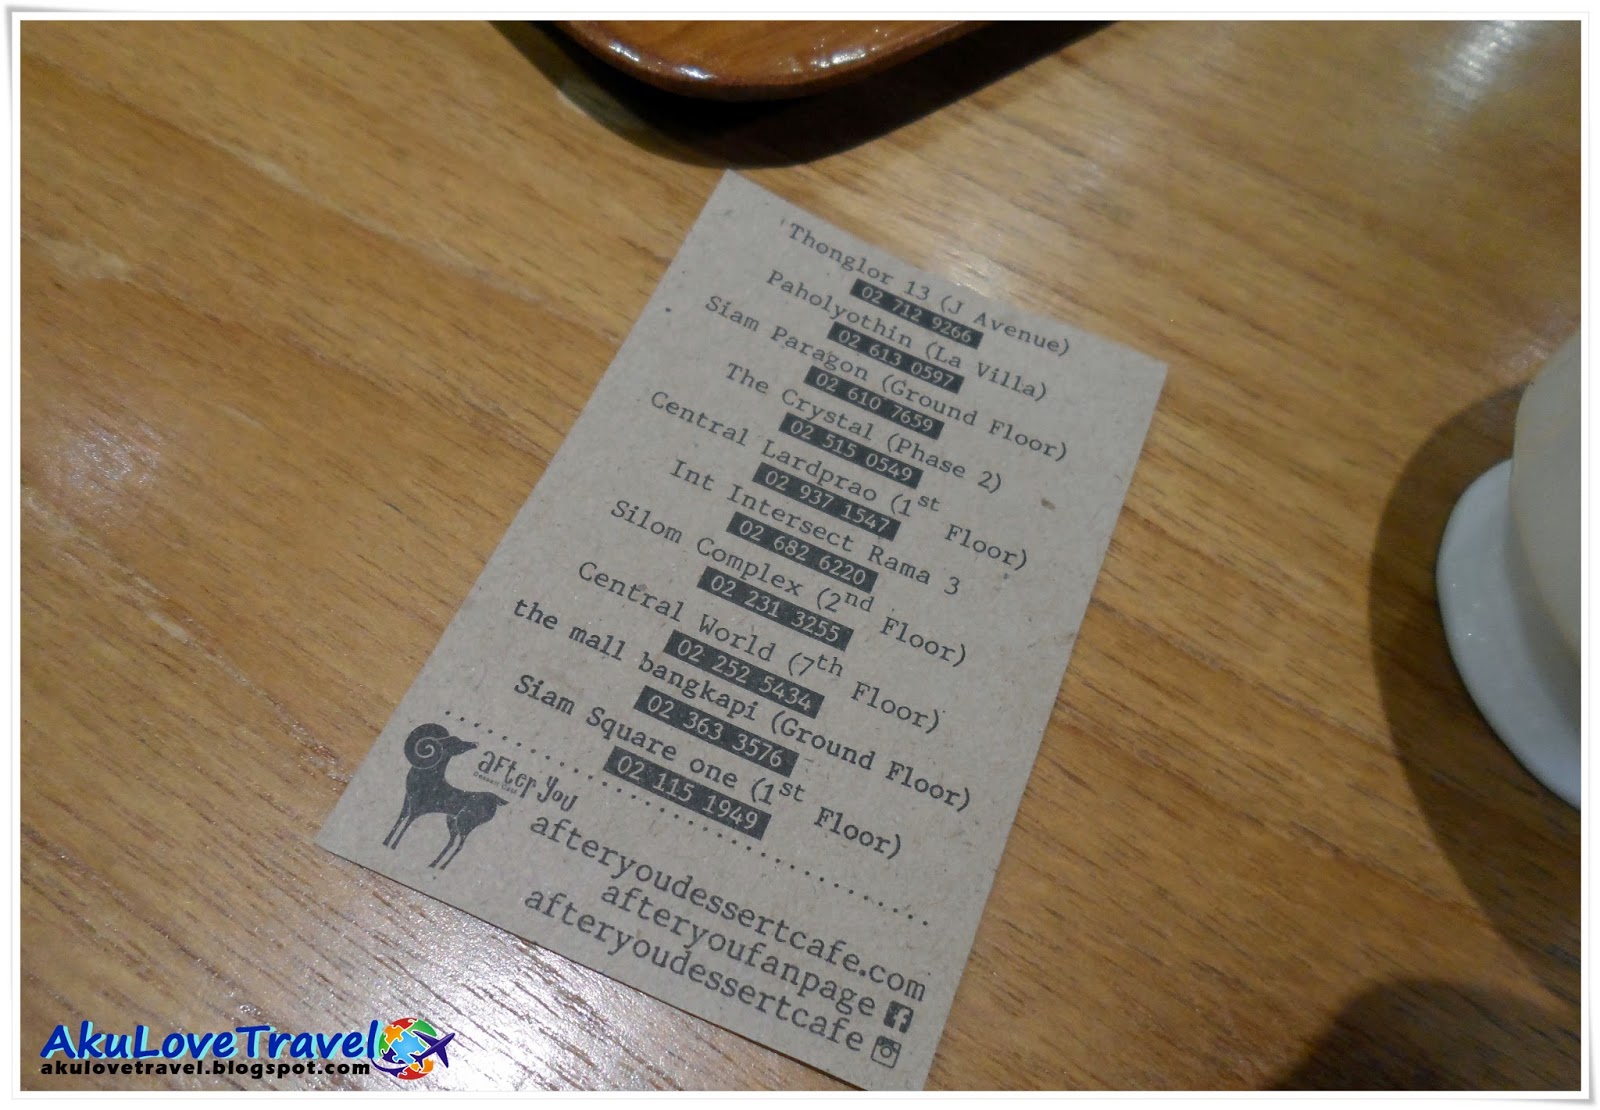 Thonglor 13 (J Avenue)
02 712 9266
Paholyothin (La Villa)
02 613 0597
Siam Paragon (Ground Floor)
02 610 7659
The Crystal (Phase 2)
02 515 0549
Central Lardprao (1st Floor)
02 937 1547
Int Intersect Rama 3
02 682 6220
Silom Complex (2nd Floor)
02 231 3255
Central World (7th Floor)
02 252 5434
the mall bangkapi (Ground Floor)
02 363 3576
Siam Square one (1st Floor)
02 115 1949
after you
Dessert Café
afteryoudessertcafe.com
afteryoufanpage
afteryoudessertcafe
AkuLoveTravel
akulovetravel.blogspot.com